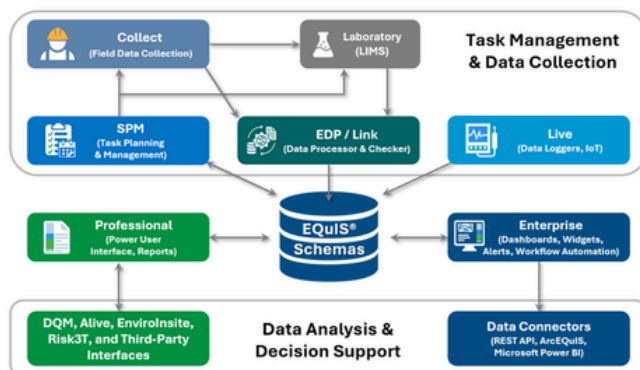 Collect
(Field Data Collection)
Laboratory
(LIMS)
Task Management
& Data Collection
SPM
(Task Planning
& Management)
EDP / Link
(Data Processor & Checker)
Live
(Data Loggers, IoT)
EQuIS®
Schemas
Professional
(Power User
Interface, Reports)
Enterprise
(Dashboards, Widgets,
Alerts, Workflow Automation)
DQM, Alive, EnviroInsite,
Risk3T, and Third-Party
Interfaces
Data Analysis &
Decision Support
Data Connectors
(REST API, ArcEQuIS,
Microsoft Power BI)